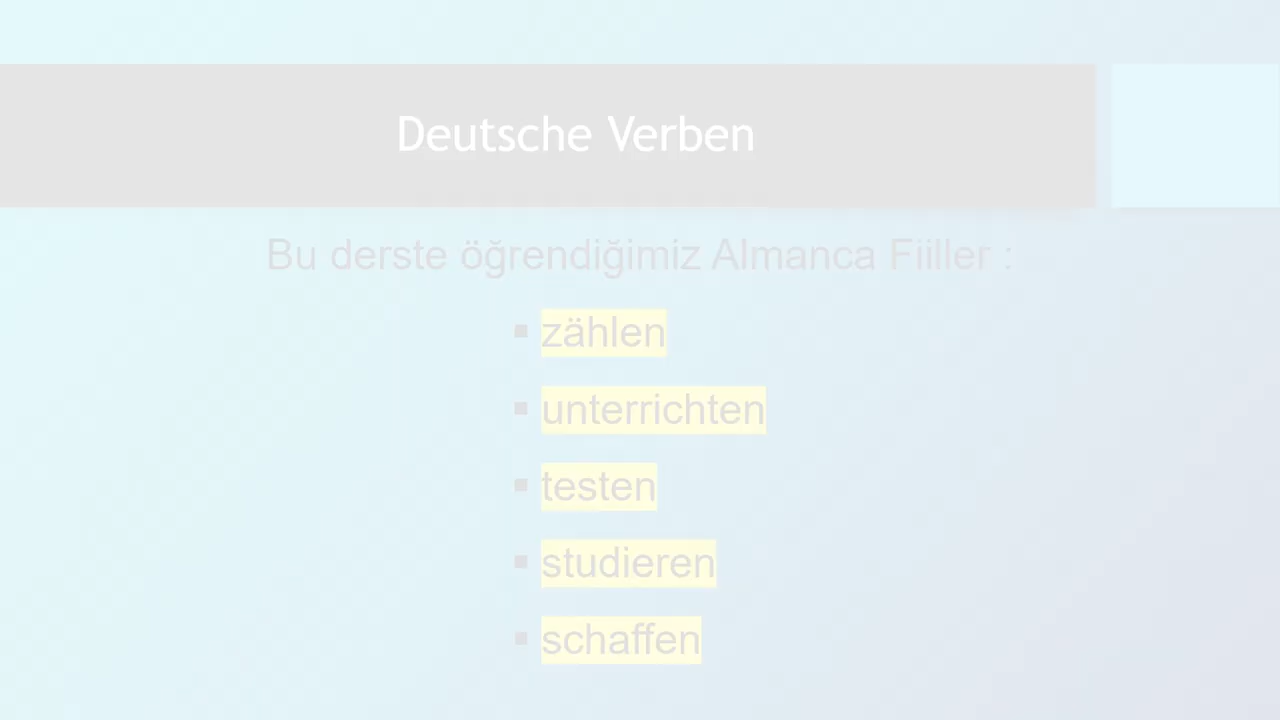 Deutsche Verben
Bu derste öğrendiğimiz Almanca Fiiller :
▪ zählen
▪ unterrichten
▪ testen
▪ studieren
▪ schaffen